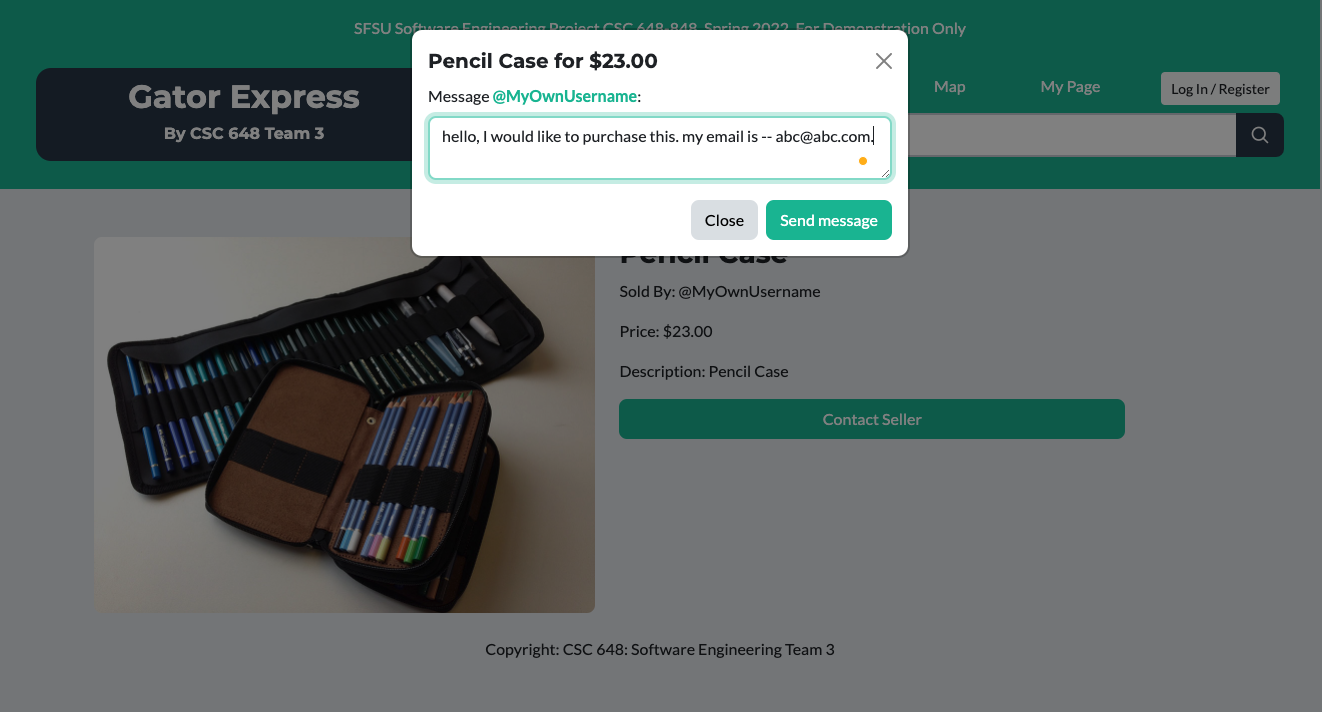 SFSU Software Engineering Project CSC 648-848, Spring 2022. For Demonstration Only
Gator Express
By CSC 648 Team 3
Map
My Page
Log In / Register
Pencil Case for $23.00
Message @MyOwnUsername:
hello, I would like to purchase this. my email is -- abc@abc.com.
Close
Send message
Pencil Case
Sold By: @MyOwnUsername
Price: $23.00
Description: Pencil Case
Contact Seller
Copyright: CSC 648: Software Engineering Team 3